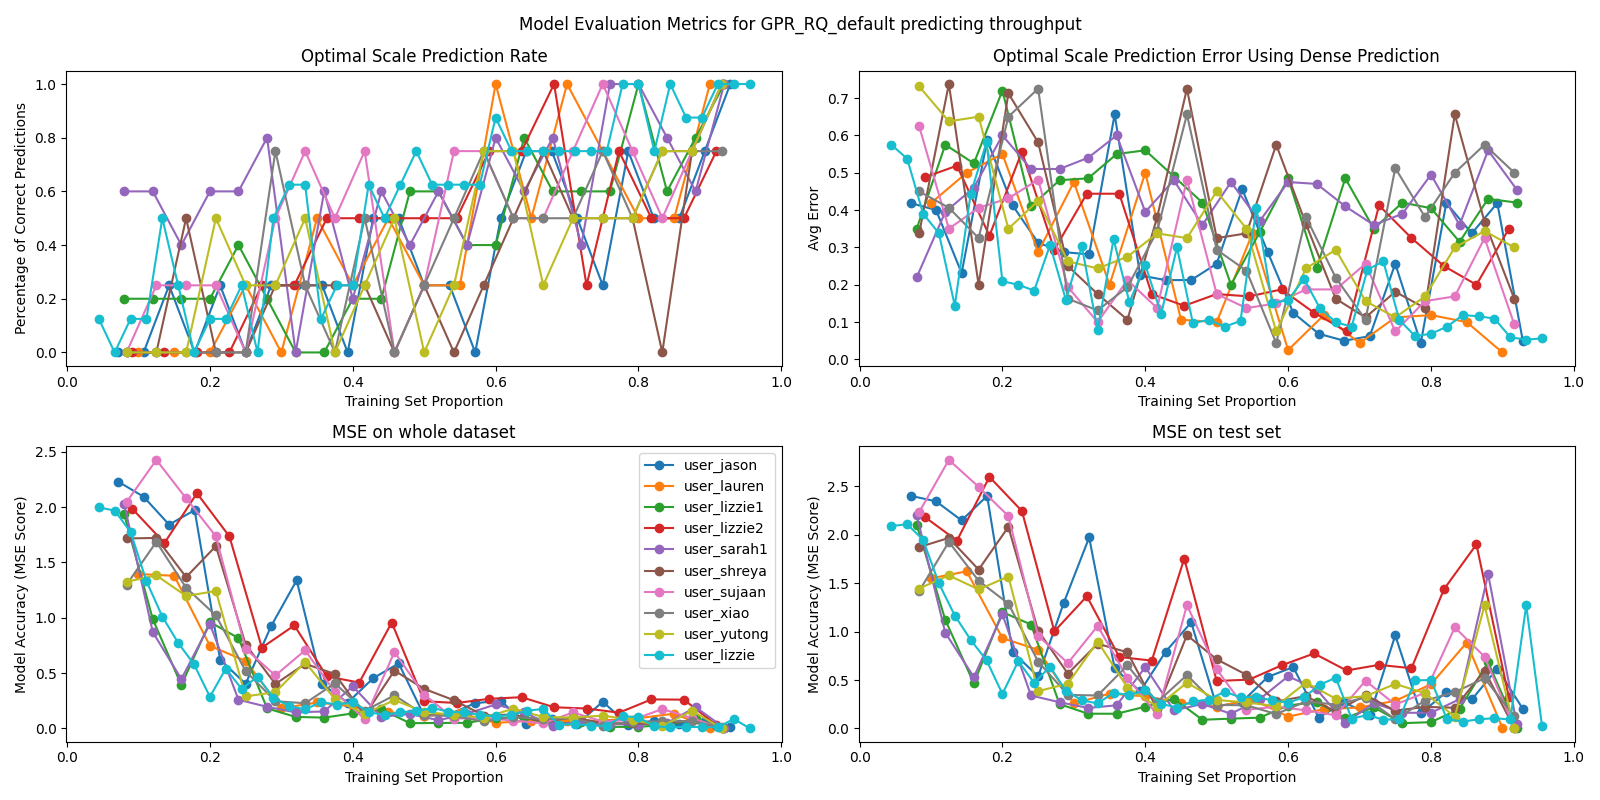 Model Evaluation Metrics for GPR_RQ_default predicting throughput
Optimal Scale Prediction Rate
Percentage of Correct Predictions
1.0
0.8
0.6
0.4
0.2
0.0
0.0 0.2 0.4 0.6 0.8 1.0
Training Set Proportion
Optimal Scale Prediction Error Using Dense Prediction
Avg Error
0.7
0.6
0.5
0.4
0.3
0.2
0.1
0.0
0.0 0.2 0.4 0.6 0.8 1.0
Training Set Proportion
MSE on whole dataset
Model Accuracy (MSE Score)
2.5
2.0
1.5
1.0
0.5
0.0
user_jason
user_lauren
user_lizzie1
user_lizzie2
user_sarah1
user_shreya
user_sujaan
user_xiao
user_yutong
user_lizzie
0.0 0.2 0.4 0.6 0.8 1.0
Training Set Proportion
MSE on test set
Model Accuracy (MSE Score)
2.5
2.0
1.5
1.0
0.5
0.0
0.0 0.2 0.4 0.6 0.8 1.0
Training Set Proportion